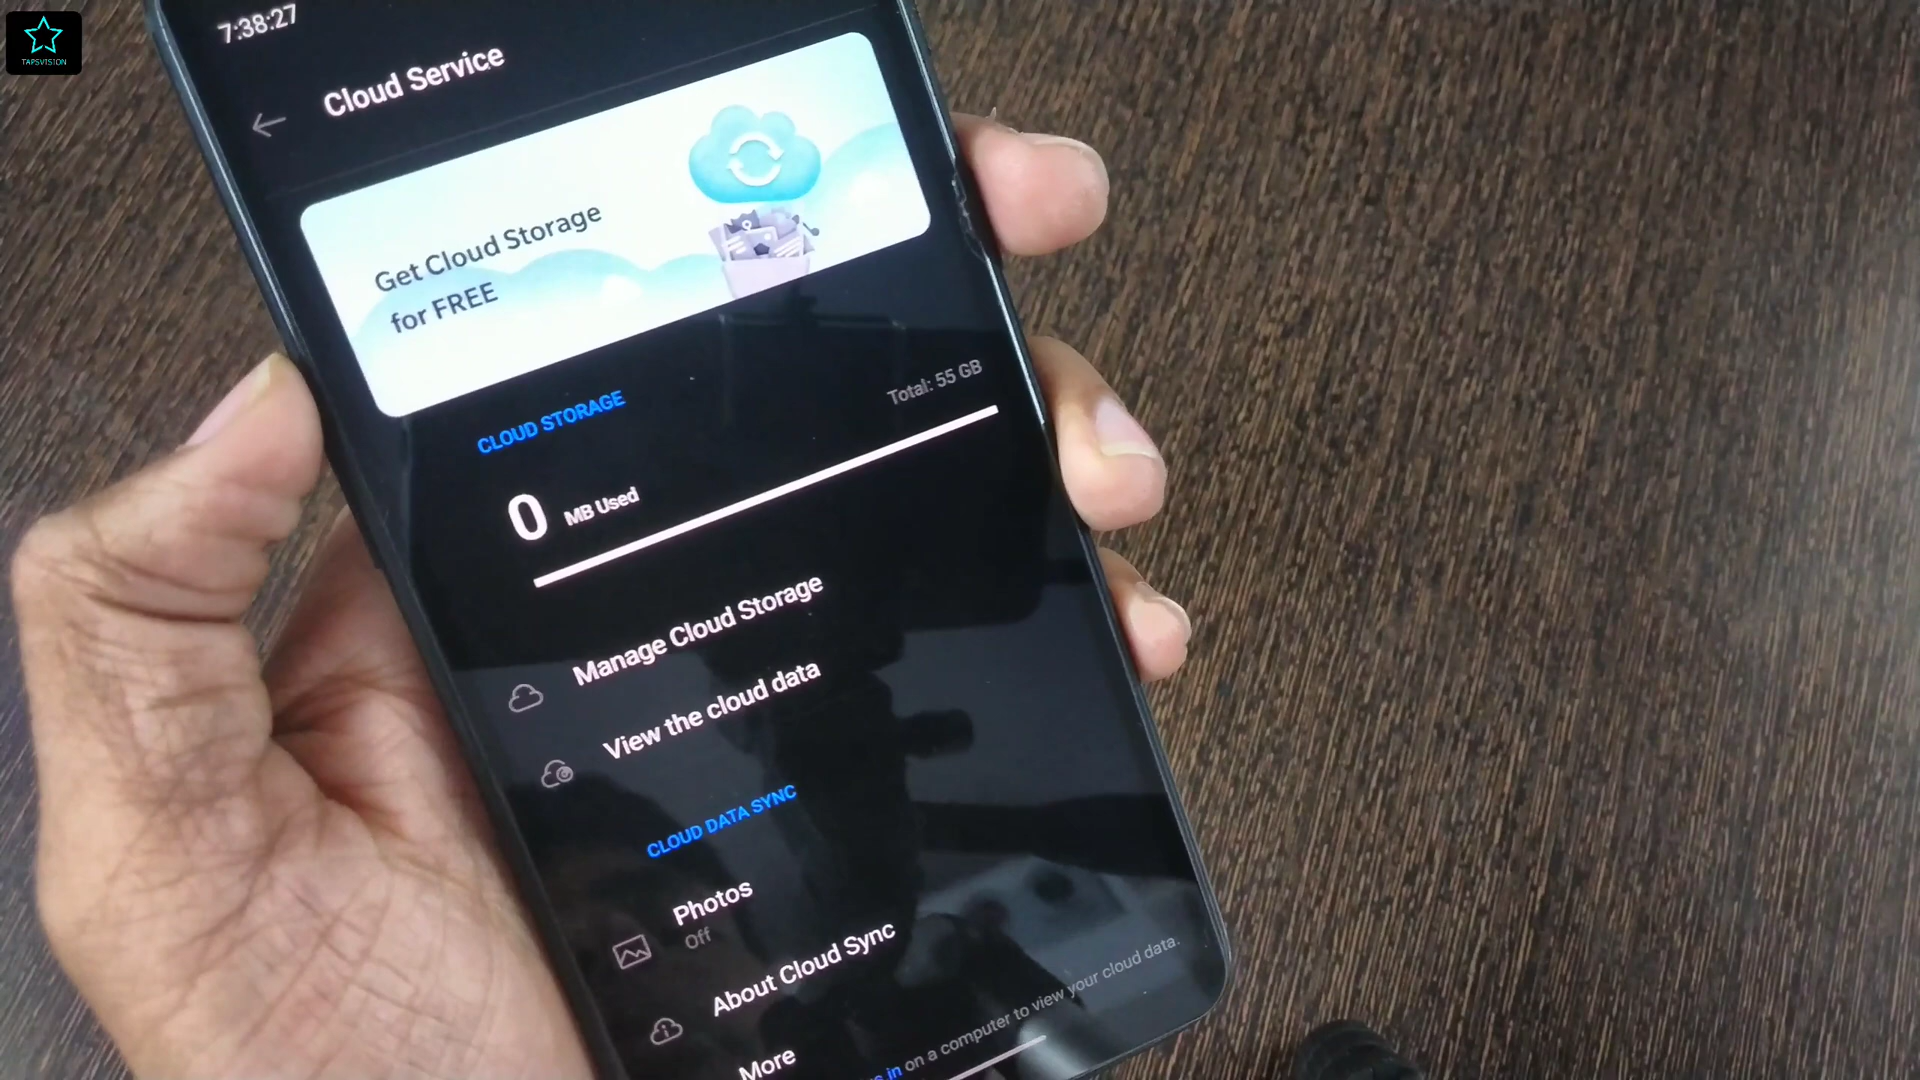 TAPSVISION
7:38:27
Cloud Service
Get Cloud Storage
for FREE
CLOUD STORAGE
Total: 55 GB
0 MB Used
Manage Cloud Storage
View the cloud data
CLOUD DATA SYNC
Photos
Off
About Cloud Sync
More
in on a computer to view your cloud data.